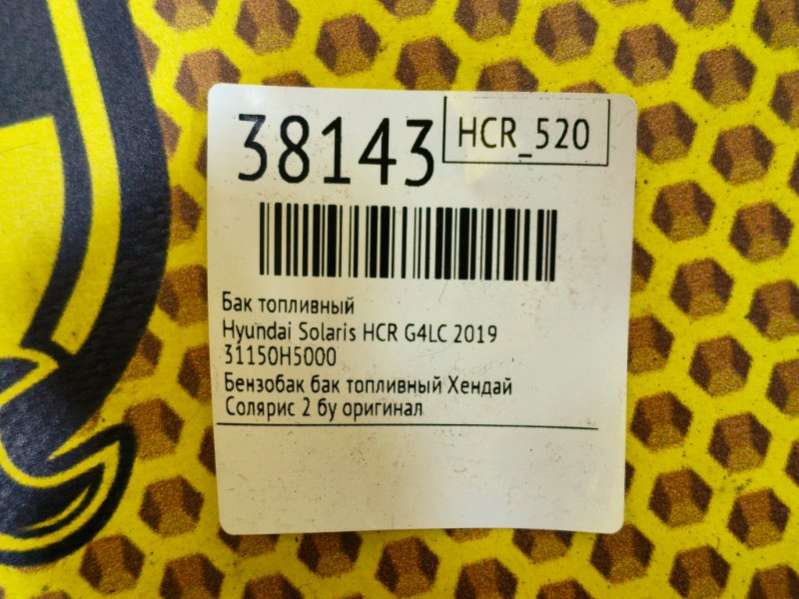 38143
HCR_520
Бак топливный
Hyundai Solaris HCR G4LC 2019
31150H5000
Бензобак бак топливный Хендай
Солярис 2 бу оригинал